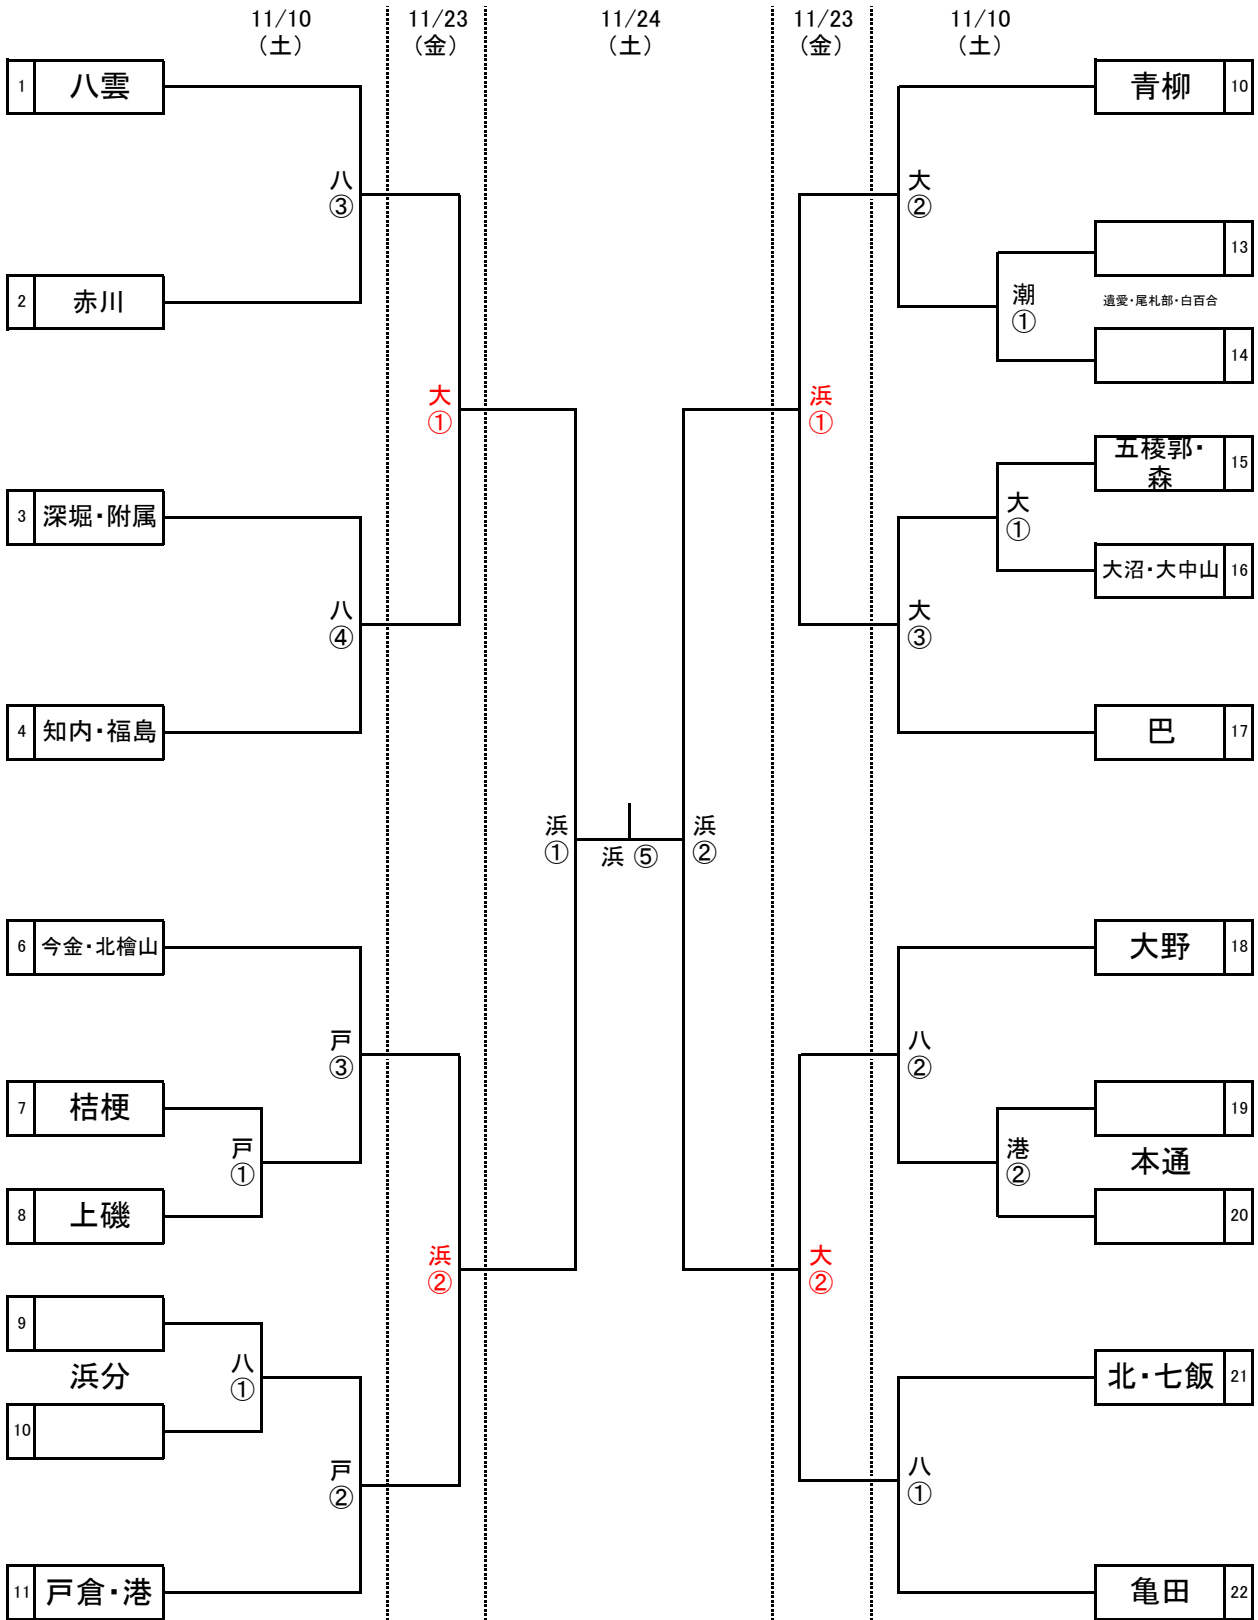 11/10
（土）
11/23
（金）
11/24
（土）
11/23
（金）
11/10
（土）
1 八雲
八
③
2 赤川
大
①
3 深堀・附属
八
④
4 知内・福島
6 今金・北檜山
戸
③
7 桔梗
戸
①
8 上磯
浜
②
9
浜分
八
①
10
戸
②
11 戸倉・港
浜
①
浜 ⑤
浜
②
青柳 10
大
②
13
潮
①
遺愛・尾札部・白百合
14
浜
①
五稜郭・
森 15
大
①
大沼・大中山 16
大
③
巴 17
大野 18
八
②
19
港
②
本通
20
大
②
北・七飯 21
八
①
亀田 22